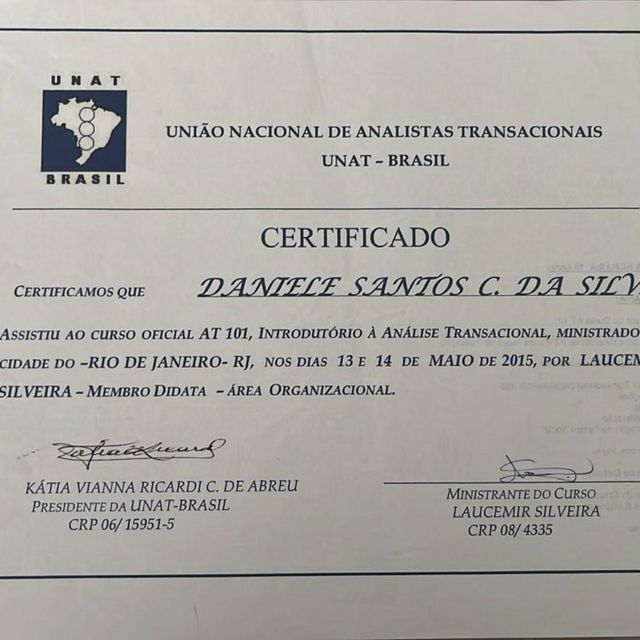 UNAT
BRASIL
UNIÃO NACIONAL DE ANALISTAS TRANSACIONAIS
UNAT – BRASIL
CERTIFICADO
CERTIFICAMOS QUE DANIELE SANTOS C. DA SILV
ASSISTIU AO CURSO OFICIAL AT 101, INTRODUTÓRIO À ANÁLISE TRANSACIONAL, MINISTRADO
CIDADE DO –RIO DE JANEIRO- RJ, NOS DIAS 13 E 14 DE MAIO DE 2015, POR LAUCEM
SILVEIRA – MEMBRO DIDATA – ÁREA ORGANIZACIONAL.
KÁTIA VIANNA RICARDI C. DE ABREU
PRESIDENTE DA UNAT-BRASIL
CRP 06/ 15951-5
MINISTRANTE DO CURSO
LAUCEMIR SILVEIRA
CRP 08/ 4335